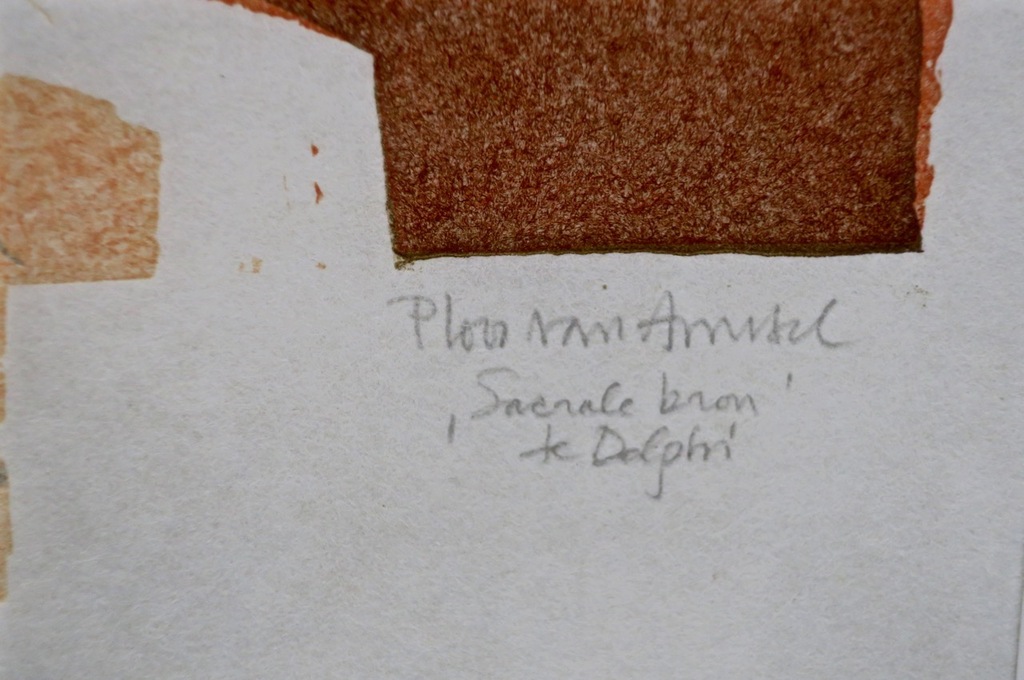 Ploos van Amstel
‚Sacrale bron'
te Delphi